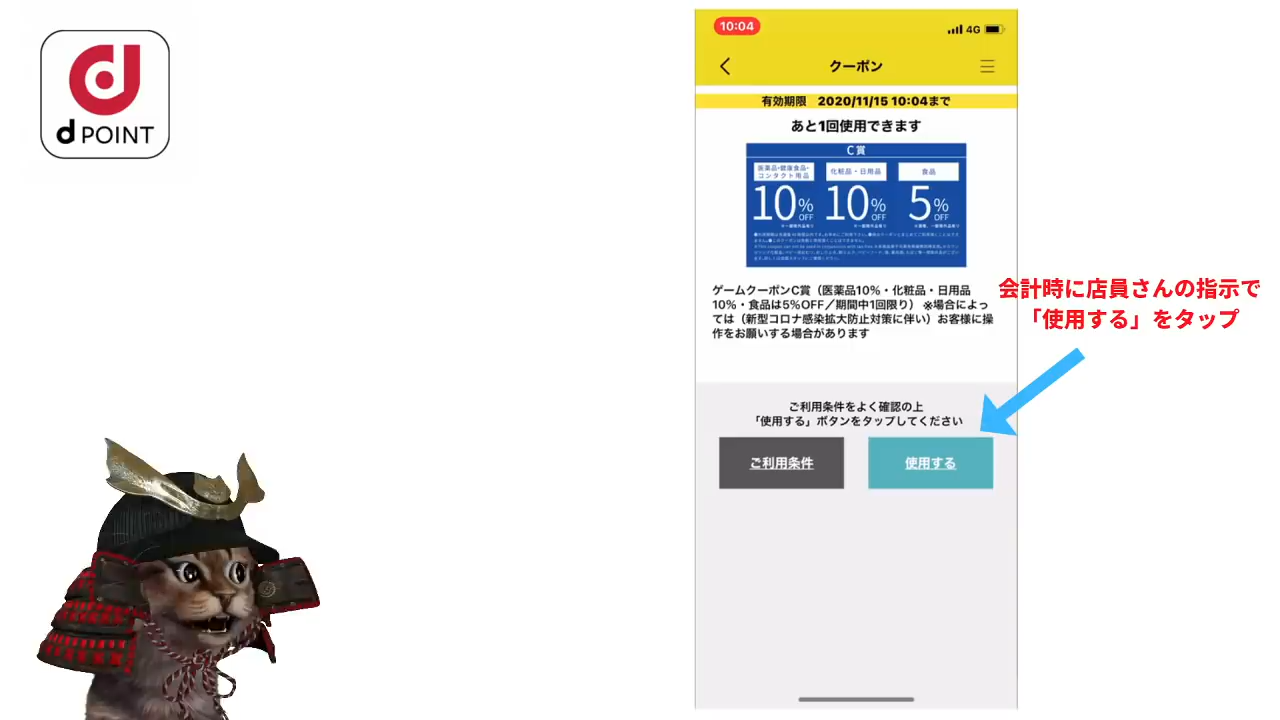 d POINT
10:04
4G
クーポン
有効期限 2020/11/15 10:04まで
あと1回使用できます
C賞
医薬品・健康食品・
コンタクト用品
10%
OFF
化粧品・日用品
10%
OFF
食品
5%
OFF
ゲームクーポンC賞（医薬品10%・化粧品・日用品
10%・食品は5%OFF／期間中1回限り） ※場合によっ
ては（新型コロナ感染拡大防止対策に伴い）お客様に操
作をお願いする場合があります
会計時に店員さんの指示で
「使用する」をタップ
ご利用条件をよく確認の上
「使用する」ボタンをタップしてください
ご利用条件
使用する